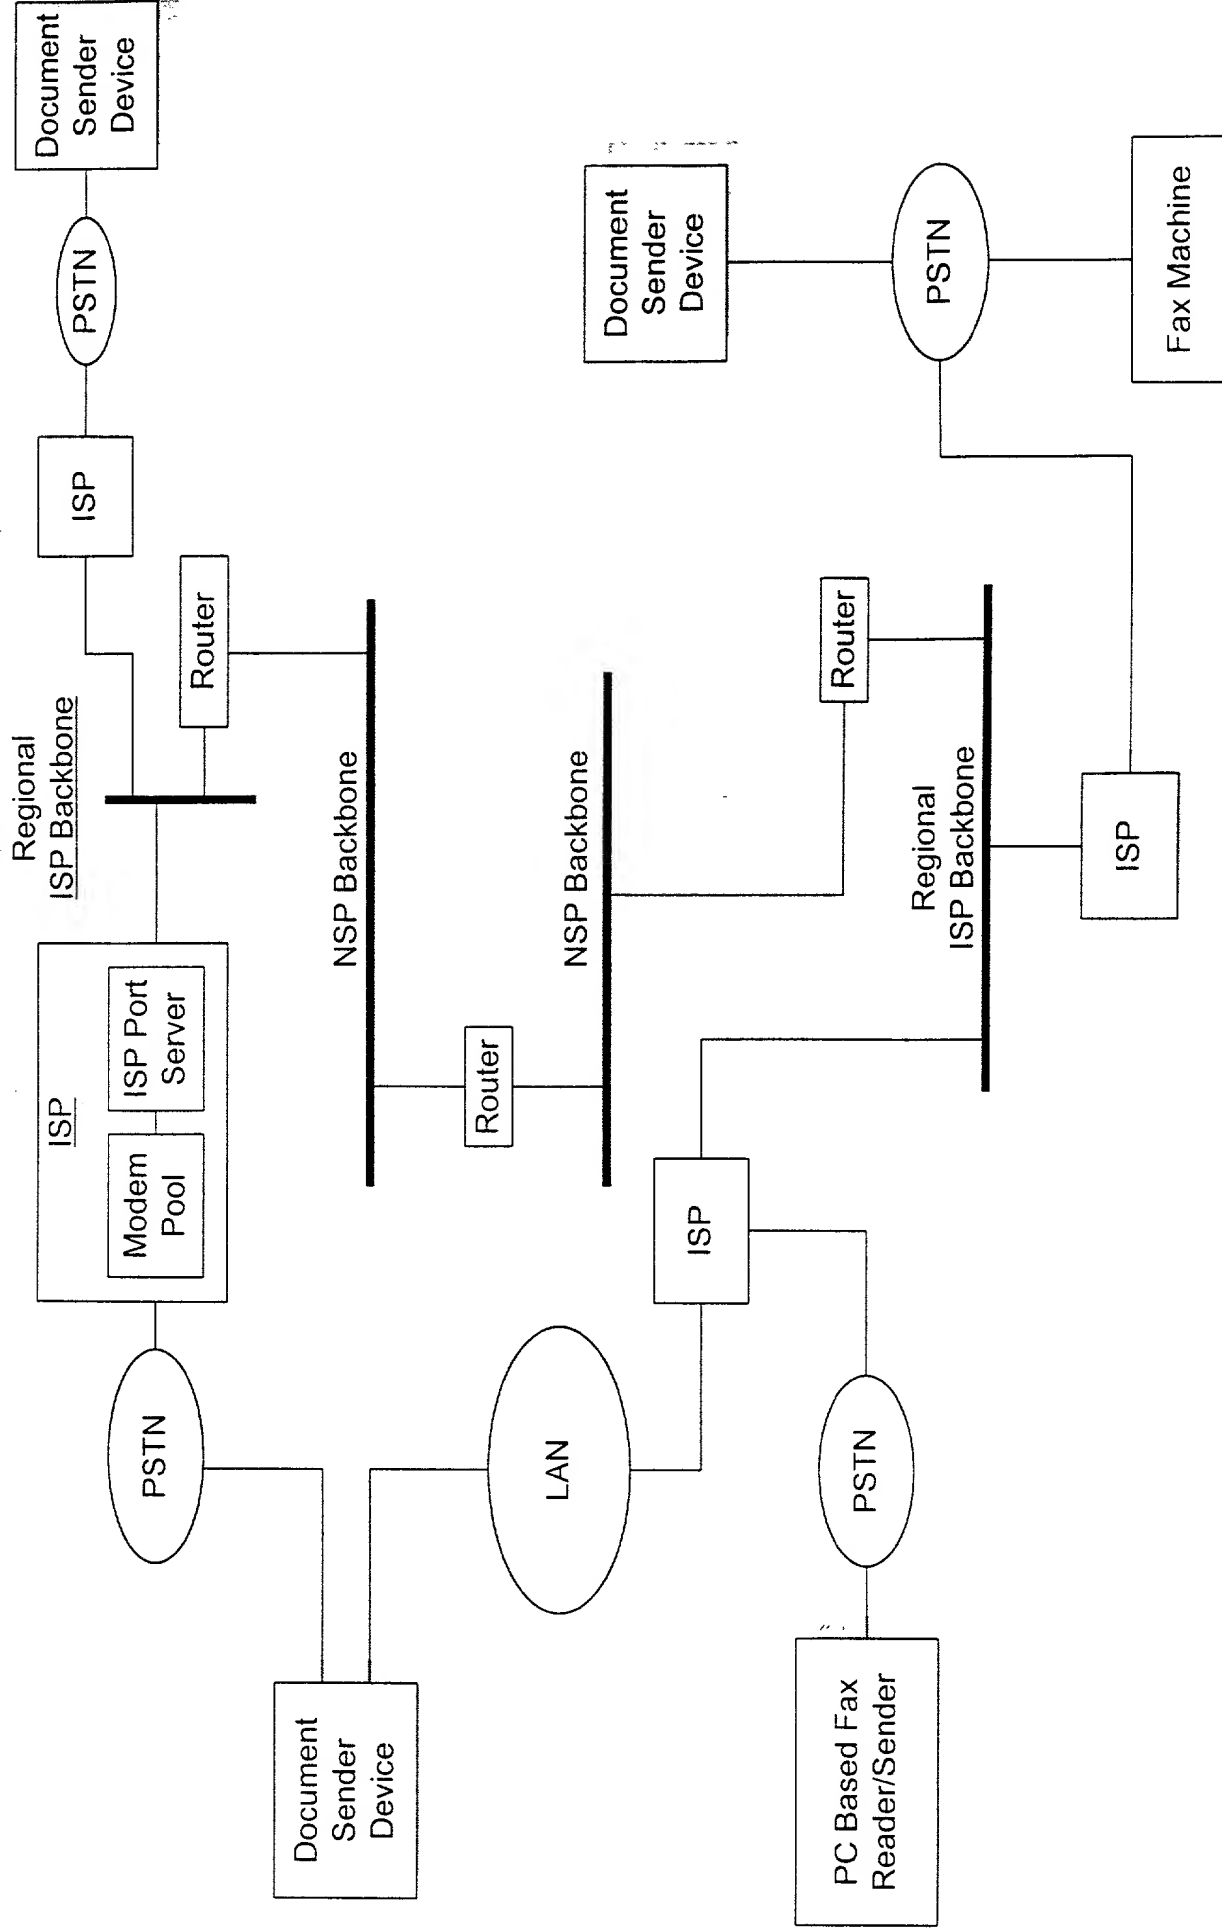 Document
Sender
Device
PSTN
ISP
Modem
Pool
ISP Port
Server
Regional
ISP Backbone
ISP
PSTN
Document
Sender
Device
Router
NSP Backbone
Router
LAN
NSP Backbone
ISP
PC Based Fax
Reader/Sender
PSTN
Router
Regional
ISP Backbone
ISP
Document
Sender
Device
PSTN
Fax Machine